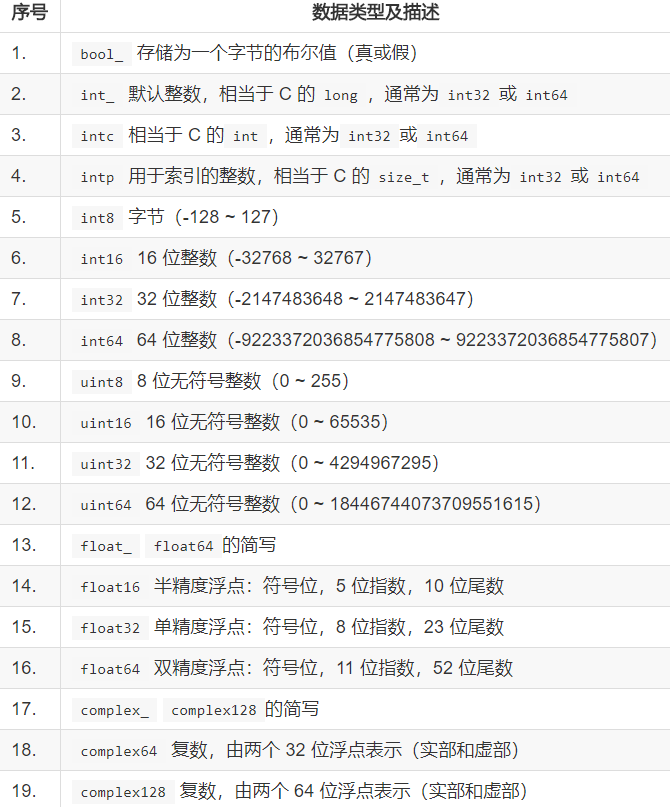 序号 数据类型及描述
1. bool_ 存储为一个字节的布尔值（真或假）
2. int_ 默认整数，相当于 C 的 long ，通常为 int32 或 int64
3. intc 相当于 C 的 int ，通常为 int32 或 int64
4. intp 用于索引的整数，相当于 C 的 size_t ，通常为 int32 或 int64
5. int8 字节（-128 ~ 127）
6. int16 16 位整数（-32768 ~ 32767）
7. int32 32 位整数（-2147483648 ~ 2147483647）
8. int64 64 位整数（-9223372036854775808 ~ 9223372036854775807）
9. uint8 8 位无符号整数（0 ~ 255）
10. uint16 16 位无符号整数（0 ~ 65535）
11. uint32 32 位无符号整数（0 ~ 4294967295）
12. uint64 64 位无符号整数（0 ~ 18446744073709551615）
13. float_ float64 的简写
14. float16 半精度浮点：符号位，5 位指数，10 位尾数
15. float32 单精度浮点：符号位，8 位指数，23 位尾数
16. float64 双精度浮点：符号位，11 位指数，52 位尾数
17. complex_ complex128 的简写
18. complex64 复数，由两个 32 位浮点表示（实部和虚部）
19. complex128 复数，由两个 64 位浮点表示（实部和虚部）